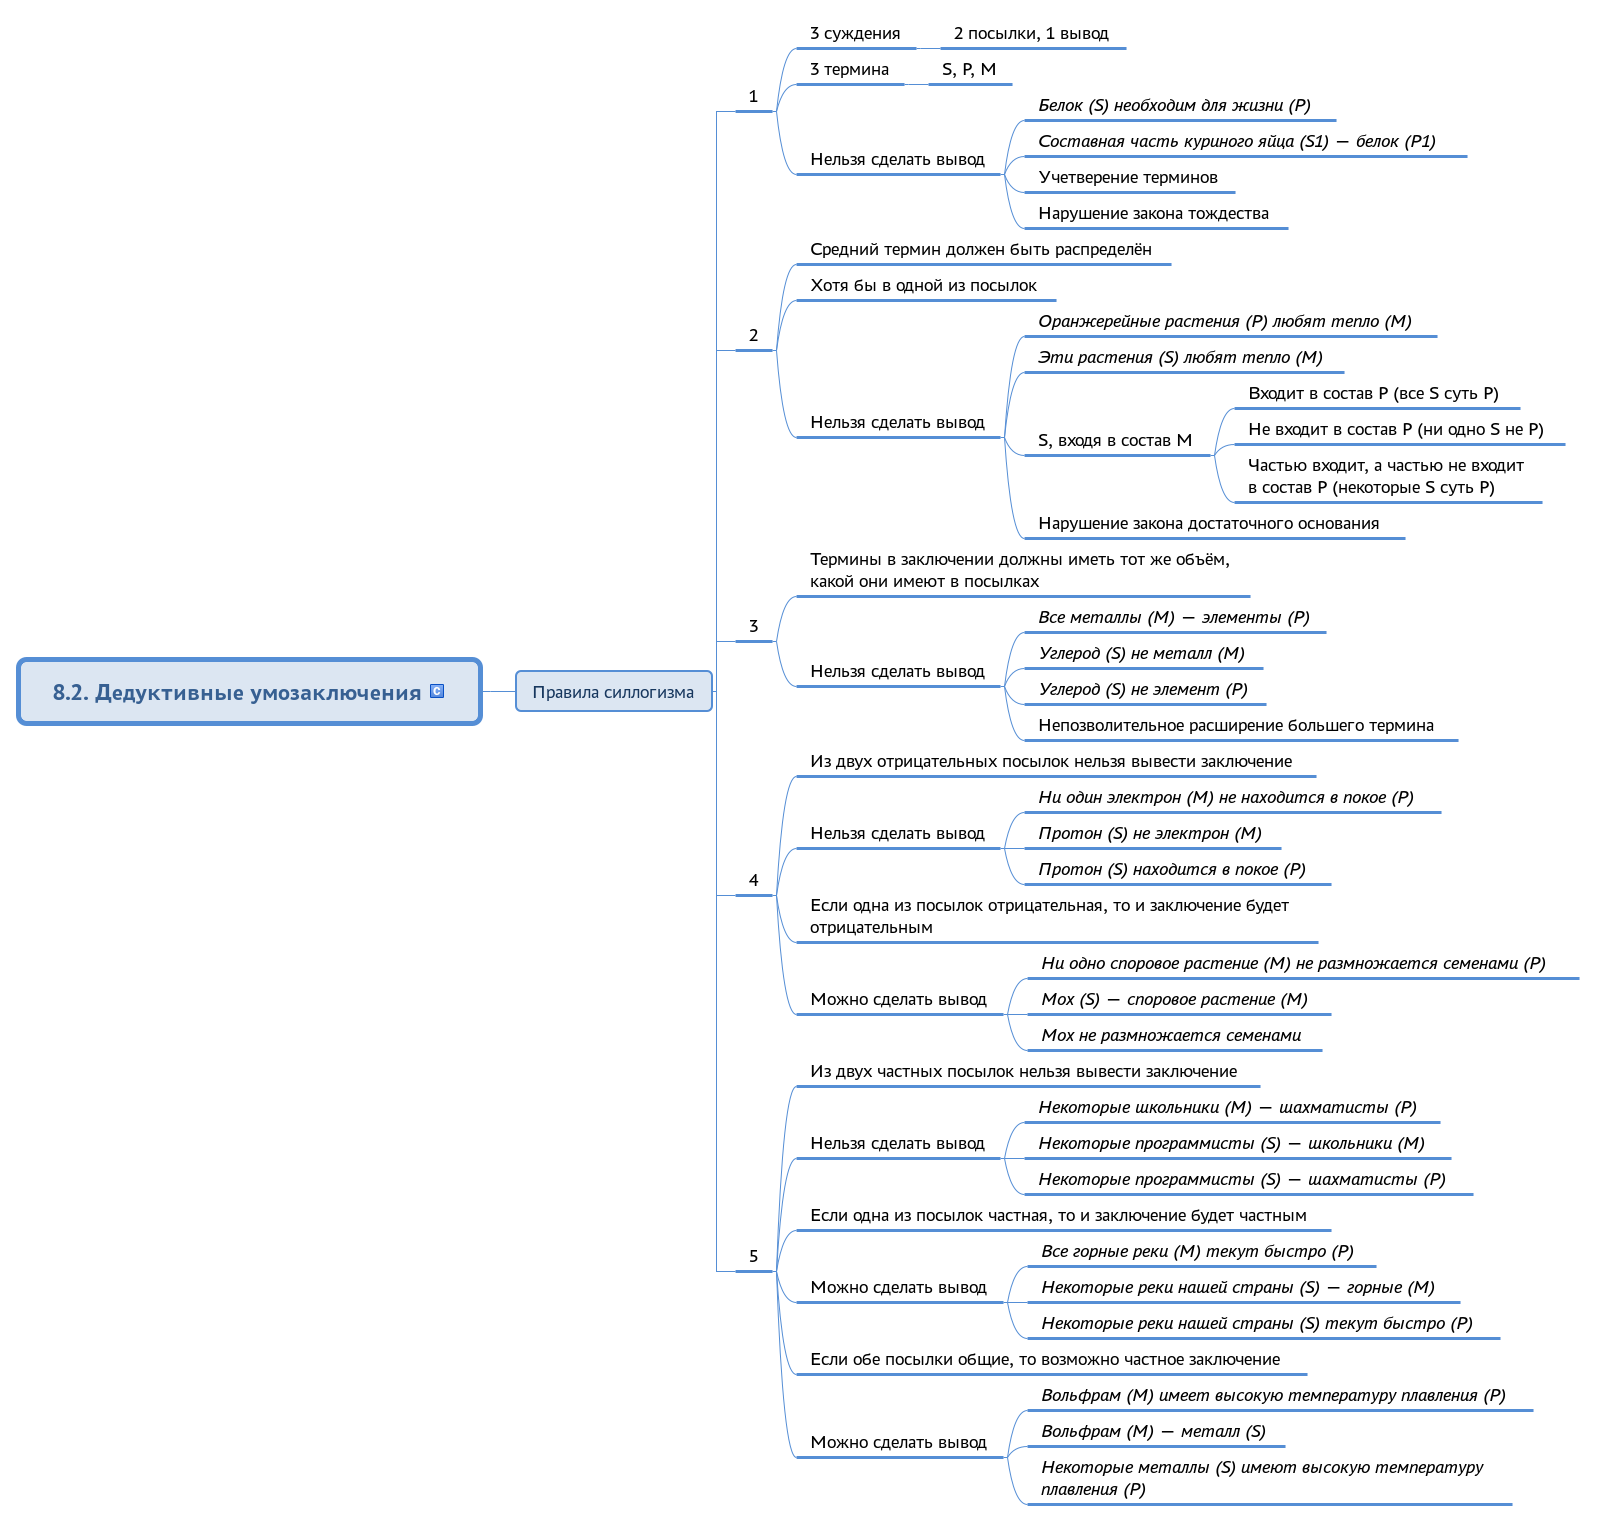 8.2. Дедуктивные умозаключения
Правила силлогизма
1
3 суждения
2 посылки, 1 вывод
3 термина
S, P, M
Нельзя сделать вывод
Белок (S) необходим для жизни (P)
Составная часть куриного яйца (S1) — белок (P1)
Учетверение терминов
Нарушение закона тождества
2
Средний термин должен быть распределён
Хотя бы в одной из посылок
Нельзя сделать вывод
Оранжерейные растения (P) любят тепло (M)
Эти растения (S) любят тепло (M)
S, входя в состав M
Входит в состав P (все S суть P)
Не входит в состав P (ни одно S не P)
Частью входит, а частью не входит
в состав P (некоторые S суть P)
Нарушение закона достаточного основания
3
Термины в заключении должны иметь тот же объём,
какой они имеют в посылках
Нельзя сделать вывод
Все металлы (M) — элементы (P)
Углерод (S) не металл (M)
Углерод (S) не элемент (P)
Непозволительное расширение большего термина
4
Из двух отрицательных посылок нельзя вывести заключение
Нельзя сделать вывод
Ни один электрон (M) не находится в покое (P)
Протон (S) не электрон (M)
Протон (S) находится в покое (P)
Если одна из посылок отрицательная, то и заключение будет
отрицательным
Можно сделать вывод
Ни одно споровое растение (M) не размножается семенами (P)
Мох (S) — споровое растение (M)
Мох не размножается семенами
5
Из двух частных посылок нельзя вывести заключение
Нельзя сделать вывод
Некоторые школьники (M) — шахматисты (P)
Некоторые программисты (S) — школьники (M)
Некоторые программисты (S) — шахматисты (P)
Если одна из посылок частная, то и заключение будет частным
Можно сделать вывод
Все горные реки (M) текут быстро (P)
Некоторые реки нашей страны (S) — горные (M)
Некоторые реки нашей страны (S) текут быстро (P)
Если обе посылки общие, то возможно частное заключение
Можно сделать вывод
Вольфрам (M) имеет высокую температуру плавления (P)
Вольфрам (M) — металл (S)
Некоторые металлы (S) имеют высокую температуру
плавления (P)